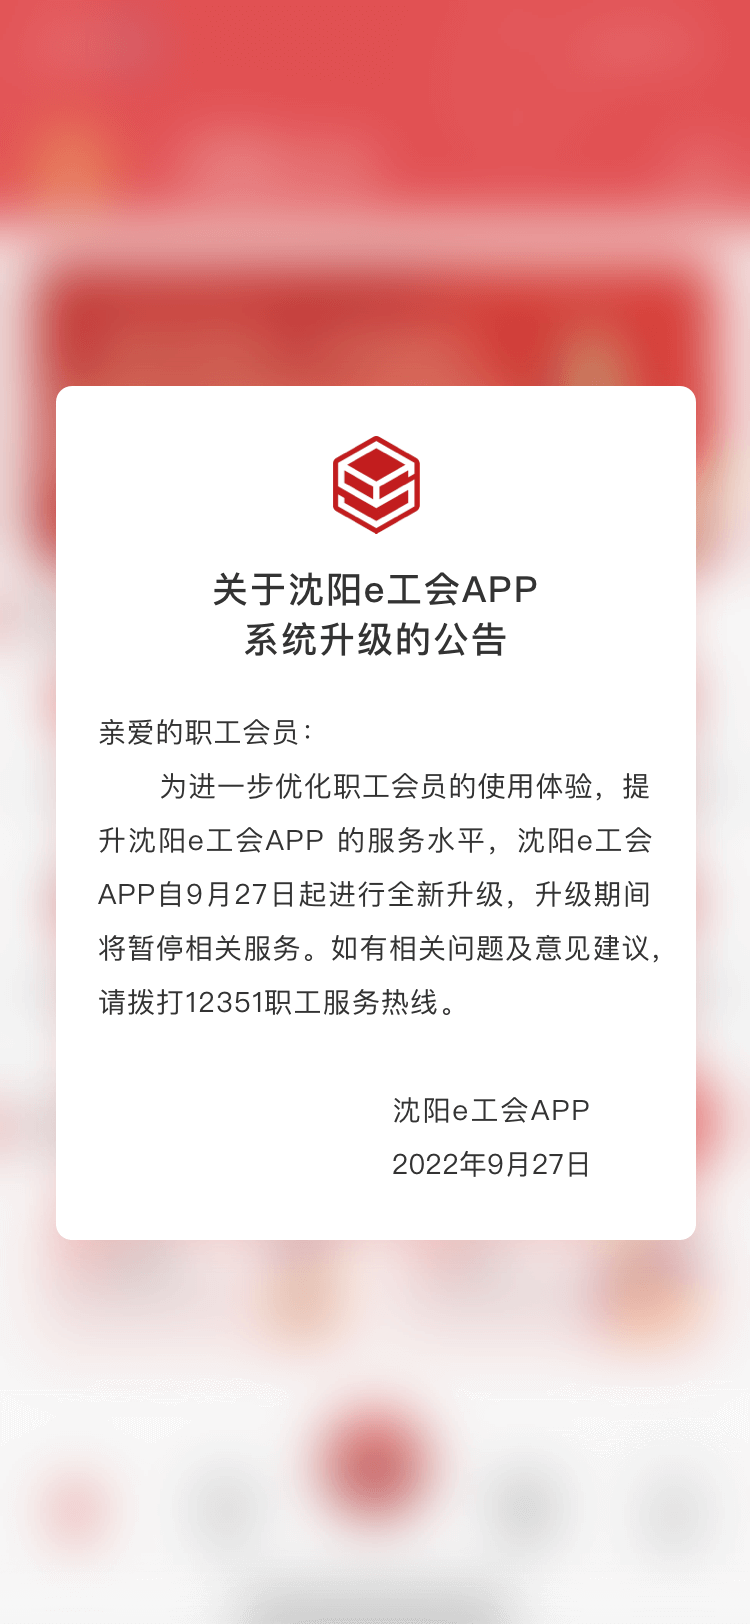 关于沈阳e工会APP
系统升级的公告
亲爱的职工会员：
为进一步优化职工会员的使用体验，提
升沈阳e工会APP 的服务水平，沈阳e工会
APP自9月27日起进行全新升级，升级期间
将暂停相关服务。如有相关问题及意见建议，
请拨打12351职工服务热线。
沈阳e工会APP
2022年9月27日